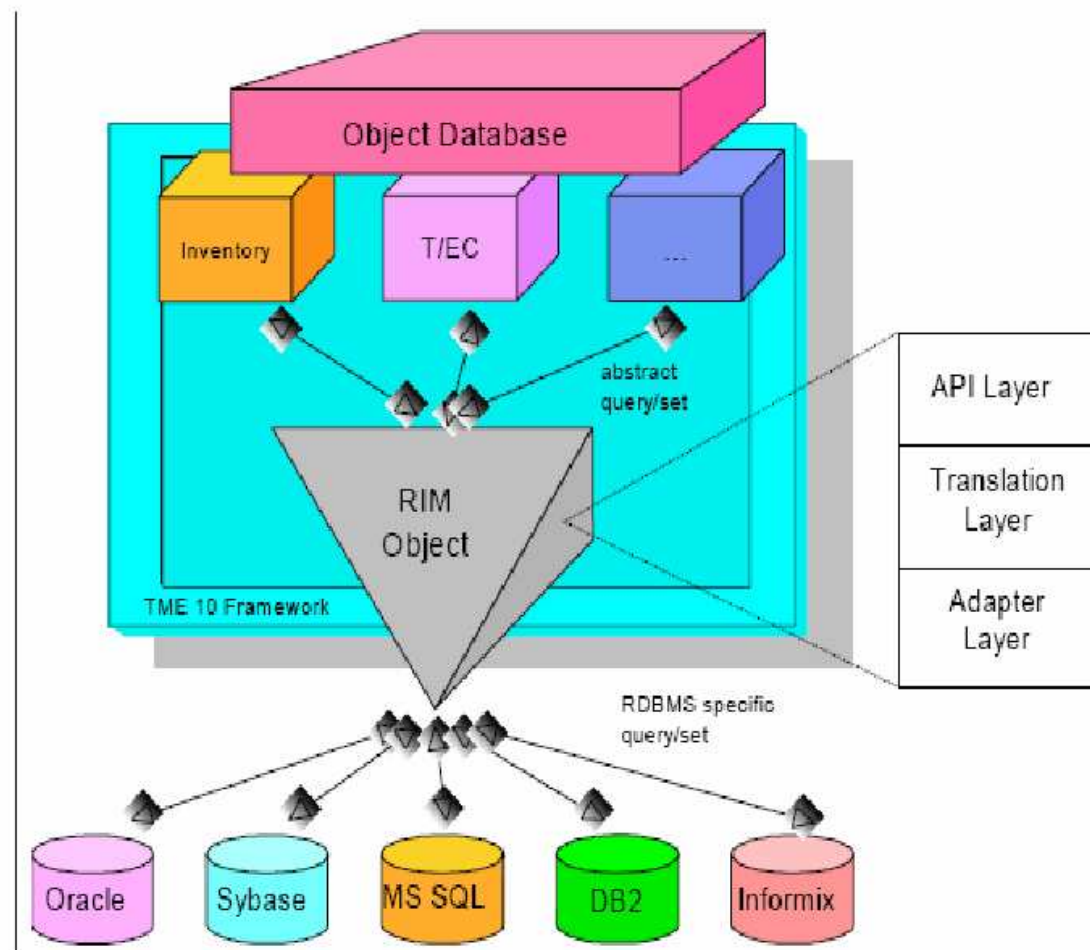 Object Database
Inventory
T/EC
...
abstract
query/set
API Layer
Translation
Layer
Adapter
Layer
RIM
Object
TME 10 Framework
RDBMS specific
query/set
Oracle
Sybase
MS SQL
DB2
Informix